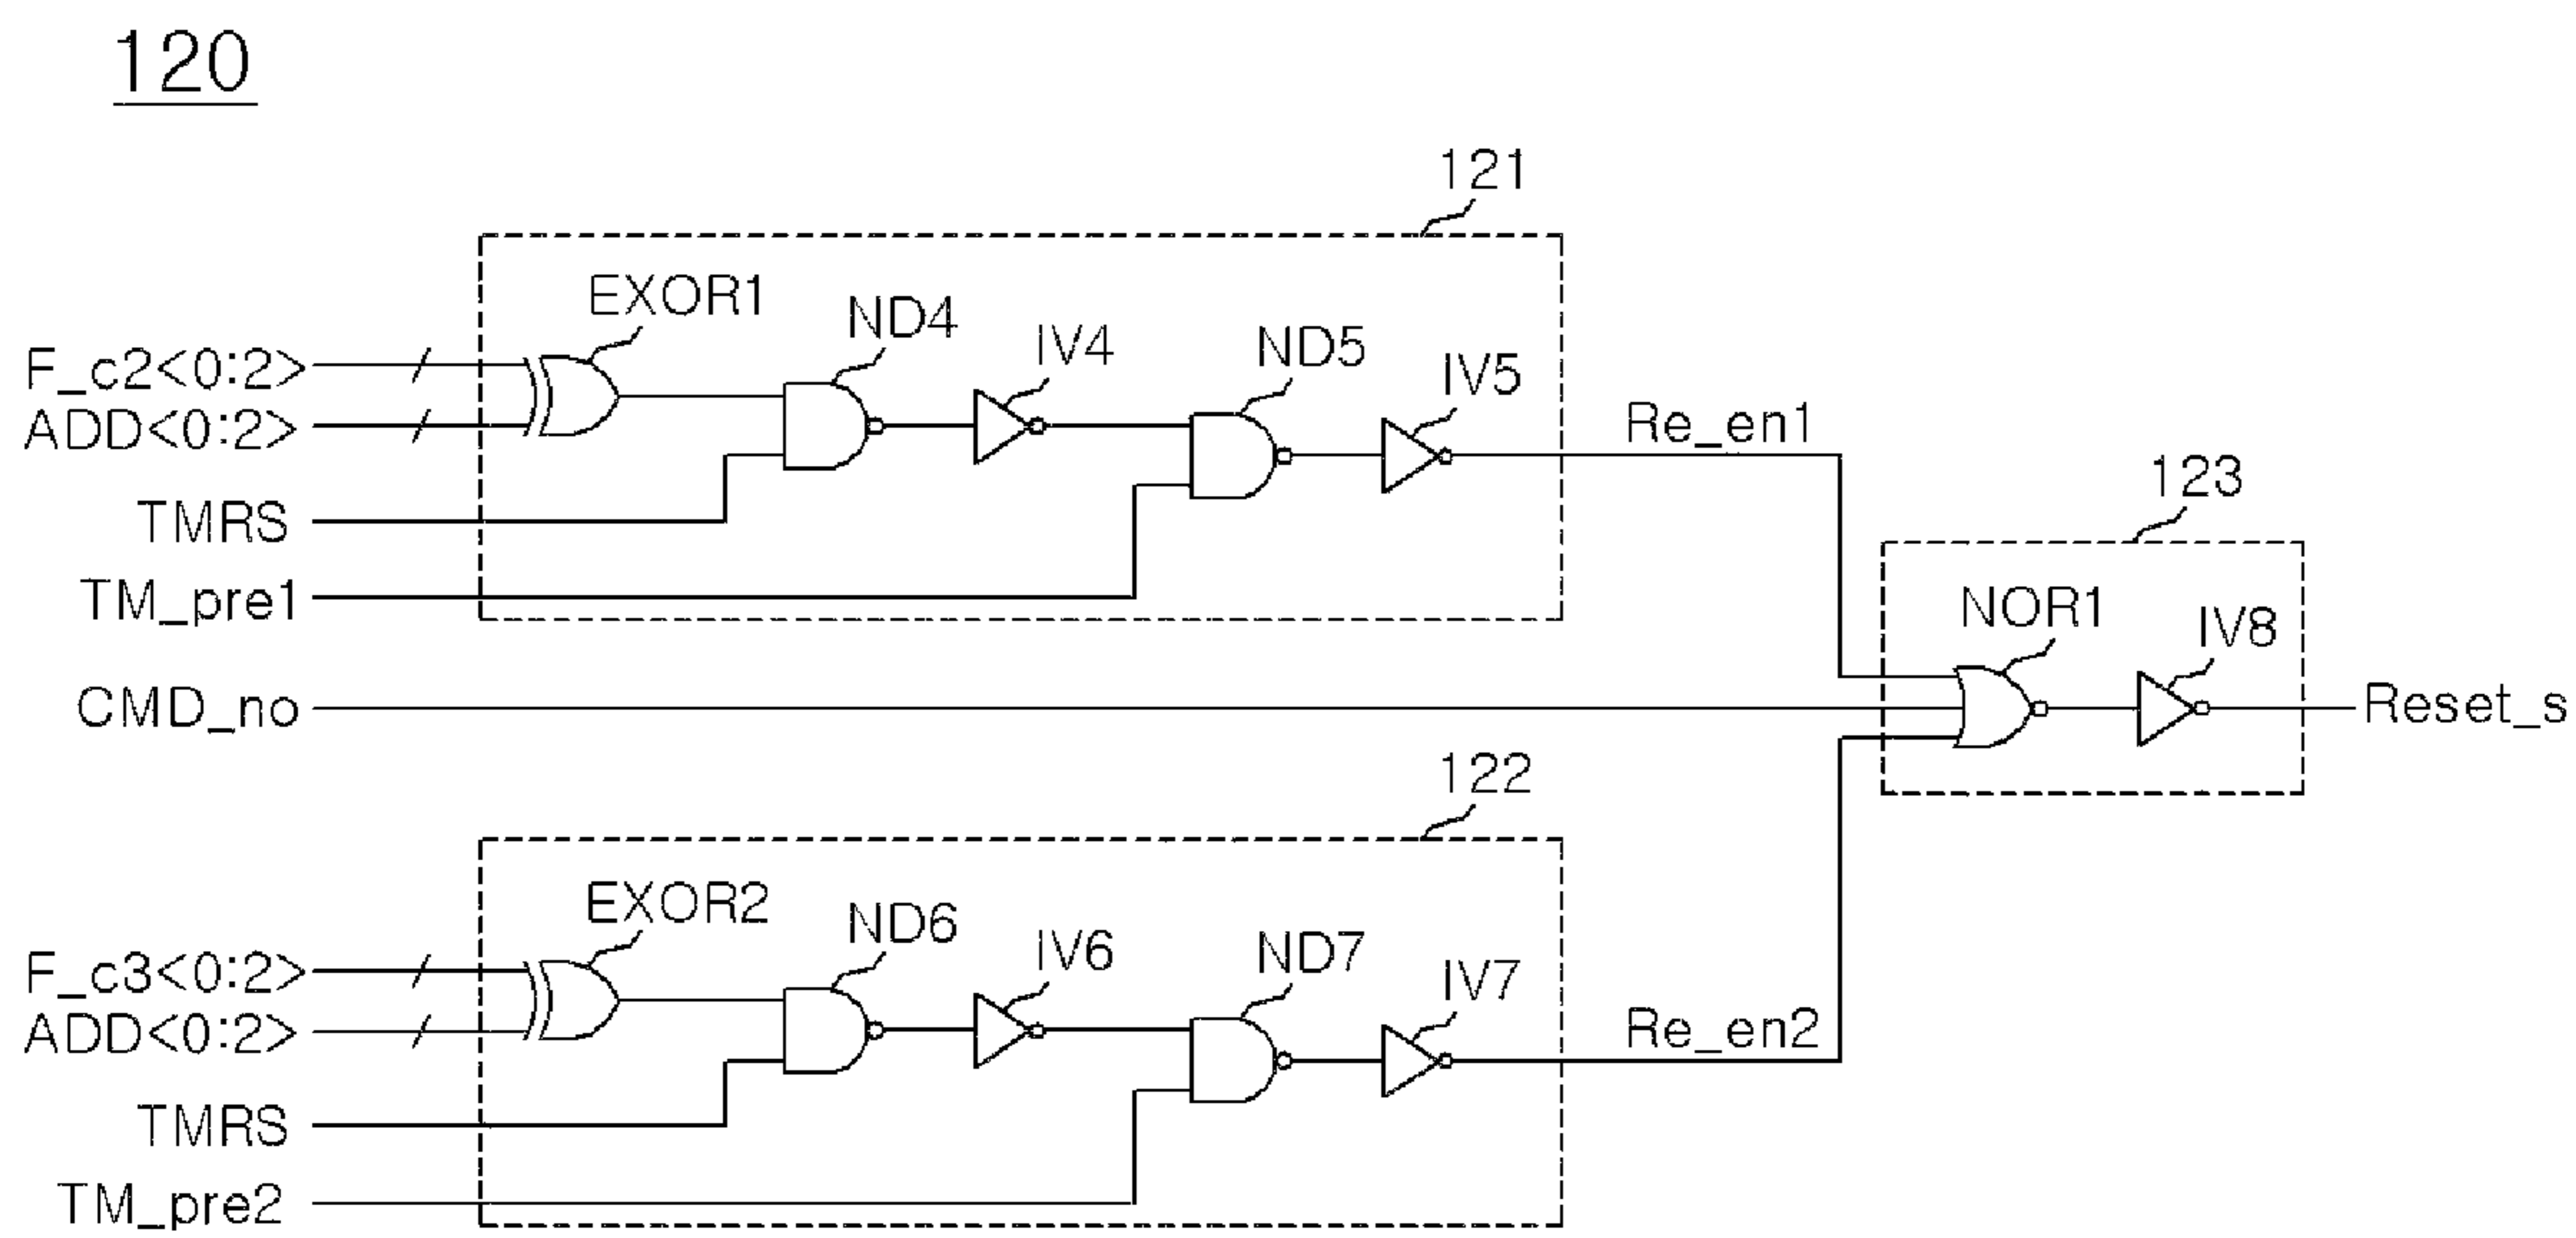 120
121
EXOR1
ND4
IV4
ND5
IV5
F_c2<0:2>
ADD<0:2>
Re_en1
TMRS
123
TM_pre1
NOR1
IV8
CMD_no
Reset_s
122
EXOR2
ND6
IV6
ND7
IV7
F_c3<0:2>
ADD<0:2>
Re_en2
TMRS
TM_pre2